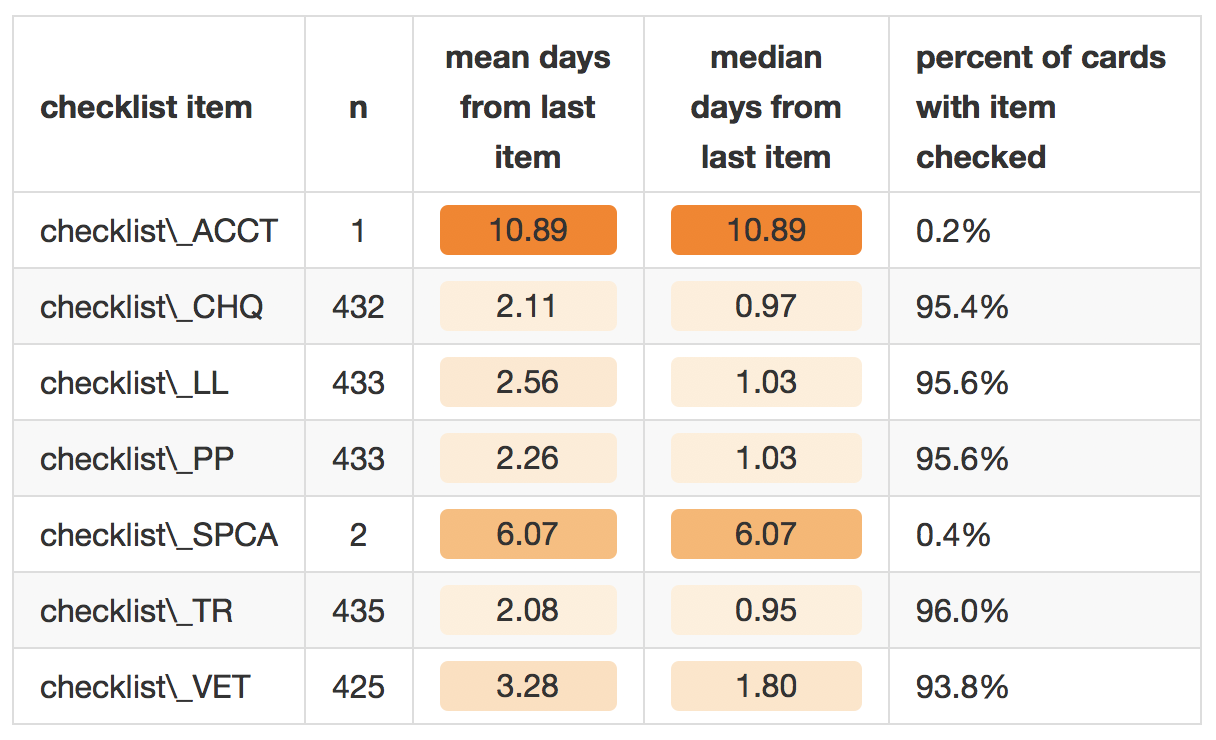 checklist item n mean days from last item median days from last item percent of cards with item checked
checklist\_ACCT 1 10.89 10.89 0.2%
checklist\_CHQ 432 2.11 0.97 95.4%
checklist\_LL 433 2.56 1.03 95.6%
checklist\_PP 433 2.26 1.03 95.6%
checklist\_SPCA 2 6.07 6.07 0.4%
checklist\_TR 435 2.08 0.95 96.0%
checklist\_VET 425 3.28 1.80 93.8%